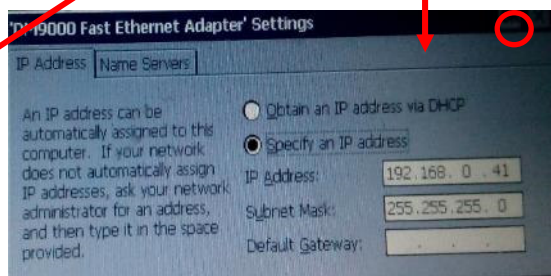 'DM9000 Fast Ethernet Adapter' Settings
IP Address Name Servers
An IP address can be
automatically assigned to this
computer. If your network
does not automatically assign
IP addresses, ask your network
administrator for an address,
and then type it in the space
provided.
Obtain an IP address via DHCP
Specify an IP address
IP Address: 192.168. 0 .41
Subnet Mask: 255.255.255. 0
Default Gateway: . . .